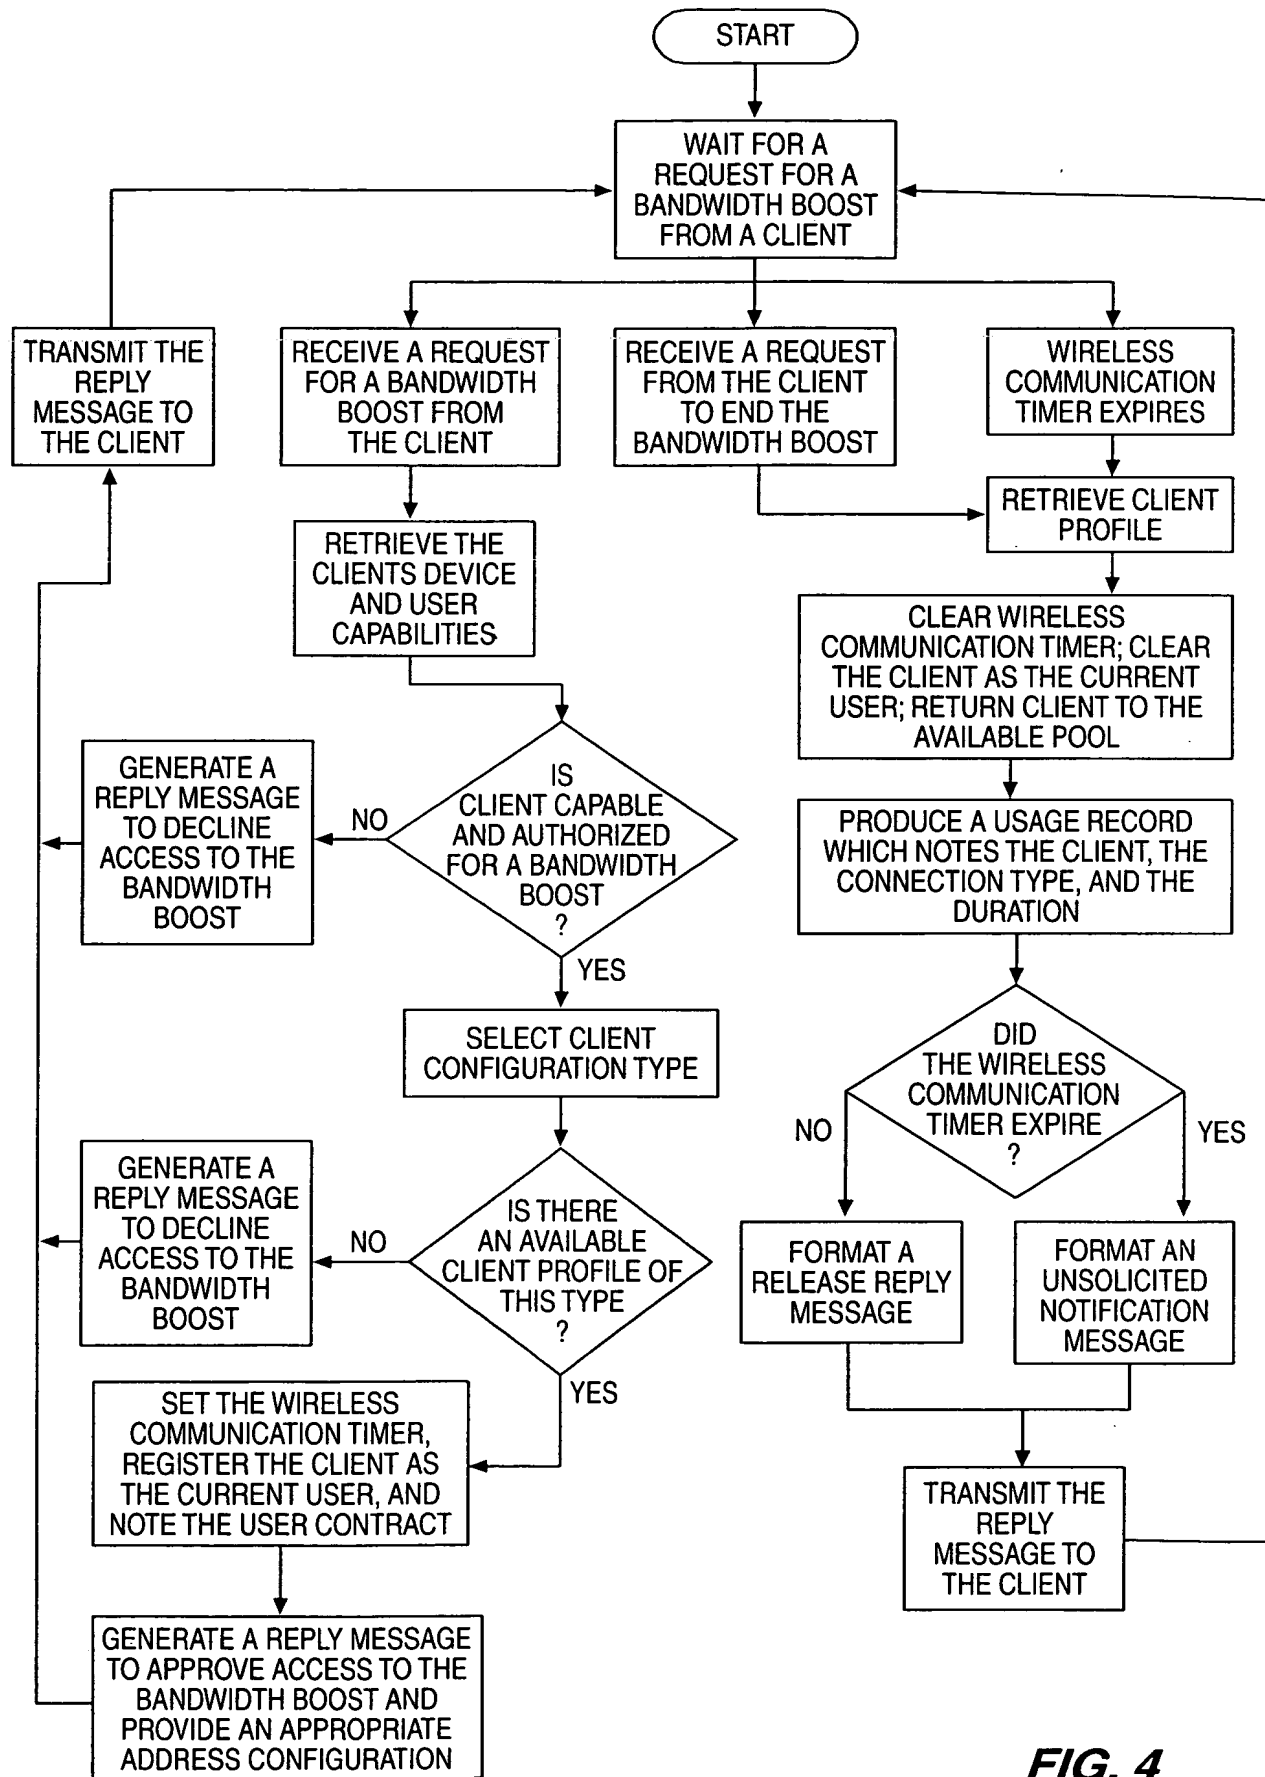 START
WAIT FOR A
REQUEST FOR A
BANDWIDTH BOOST
FROM A CLIENT
TRANSMIT THE
REPLY
MESSAGE TO
THE CLIENT
RECEIVE A REQUEST
FOR A BANDWIDTH
BOOST FROM
THE CLIENT
RECEIVE A REQUEST
FROM THE CLIENT
TO END THE
BANDWIDTH BOOST
WIRELESS
COMMUNICATION
TIMER EXPIRES
RETRIEVE CLIENT
PROFILE
RETRIEVE THE
CLIENTS DEVICE
AND USER
CAPABILITIES
CLEAR WIRELESS
COMMUNICATION TIMER; CLEAR
THE CLIENT AS THE CURRENT
USER; RETURN CLIENT TO THE
AVAILABLE POOL
GENERATE A
REPLY MESSAGE
TO DECLINE
ACCESS TO THE
BANDWIDTH
BOOST
NO
IS
CLIENT CAPABLE
AND AUTHORIZED
FOR A BANDWIDTH
BOOST
?
YES
PRODUCE A USAGE RECORD
WHICH NOTES THE CLIENT, THE
CONNECTION TYPE, AND THE
DURATION
SELECT CLIENT
CONFIGURATION TYPE
DID
THE WIRELESS
COMMUNICATION
TIMER EXPIRE
?
NO
YES
GENERATE A
REPLY MESSAGE
TO DECLINE
ACCESS TO THE
BANDWIDTH
BOOST
NO
IS THERE
AN AVAILABLE
CLIENT PROFILE OF
THIS TYPE
?
YES
FORMAT A
RELEASE REPLY
MESSAGE
FORMAT AN
UNSOLICITED
NOTIFICATION
MESSAGE
SET THE WIRELESS
COMMUNICATION TIMER,
REGISTER THE CLIENT AS
THE CURRENT USER, AND
NOTE THE USER CONTRACT
TRANSMIT THE
REPLY
MESSAGE TO
THE CLIENT
GENERATE A REPLY MESSAGE
TO APPROVE ACCESS TO THE
BANDWIDTH BOOST AND
PROVIDE AN APPROPRIATE
ADDRESS CONFIGURATION
FIG. 4